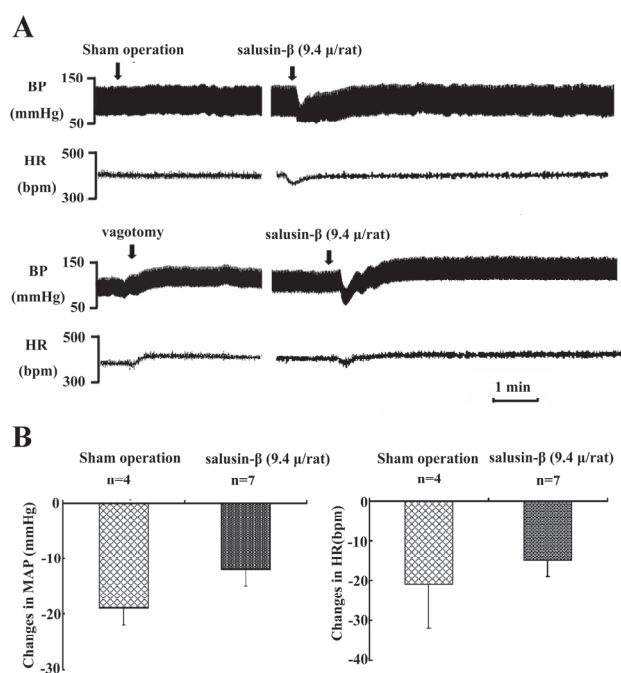 A
Sham operation salusin-β (9.4 μ/rat)
BP
(mmHg)
150
50
HR
(bpm)
500
300
vagotomy salusin-β (9.4 μ/rat)
BP
(mmHg)
150
50
HR
(bpm)
500
300
1 min
B
Sham operation salusin-β (9.4 μ/rat)
n=4 n=7
Changes in MAP (mmHg)
0
-10
-20
-30
Sham operation salusin-β (9.4 μ/rat)
n=4 n=7
Changes in HR(bpm)
0
-10
-20
-30
-40